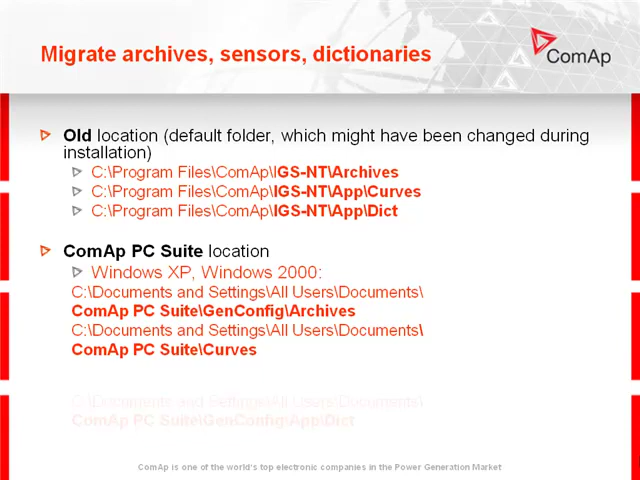 Migrate archives, sensors, dictionaries
ComAp
Old location (default folder, which might have been changed during
installation)
C:\Program Files\ComAp\IGS-NT\Archives
C:\Program Files\ComAp\IGS-NT\App\Curves
C:\Program Files\ComAp\IGS-NT\App\Dict
ComAp PC Suite location
Windows XP, Windows 2000:
C:\Documents and Settings\All Users\Documents\
ComAp PC Suite\GenConfig\Archives
C:\Documents and Settings\All Users\Documents\
ComAp PC Suite\Curves
C:\Documents and Settings\All Users\Documents\
ComAp PC Suite\GenConfig\App\Dict
ComAp is one of the world's top electronic companies in the Power Generation Market